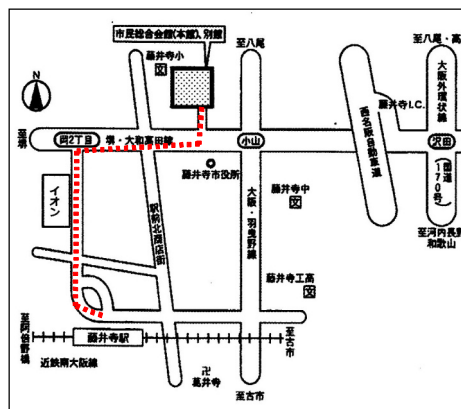 市民総合会館(本館)、別館
藤井寺小
文
至八尾
至八尾・高
大阪外環状線
N
藤井寺I.C.
西名阪自動車道
至堺
岡2丁目
堺・大和高田線
小山
沢田
(国道170号)
藤井寺市役所
イオン
駅前北商店街
大阪・羽曳野線
藤井寺中
文
至河内長野
和歌山
藤井寺工高
文
至阿倍野橋
藤井寺駅
至古市
近鉄南大阪線
卍
葛井寺
至古市